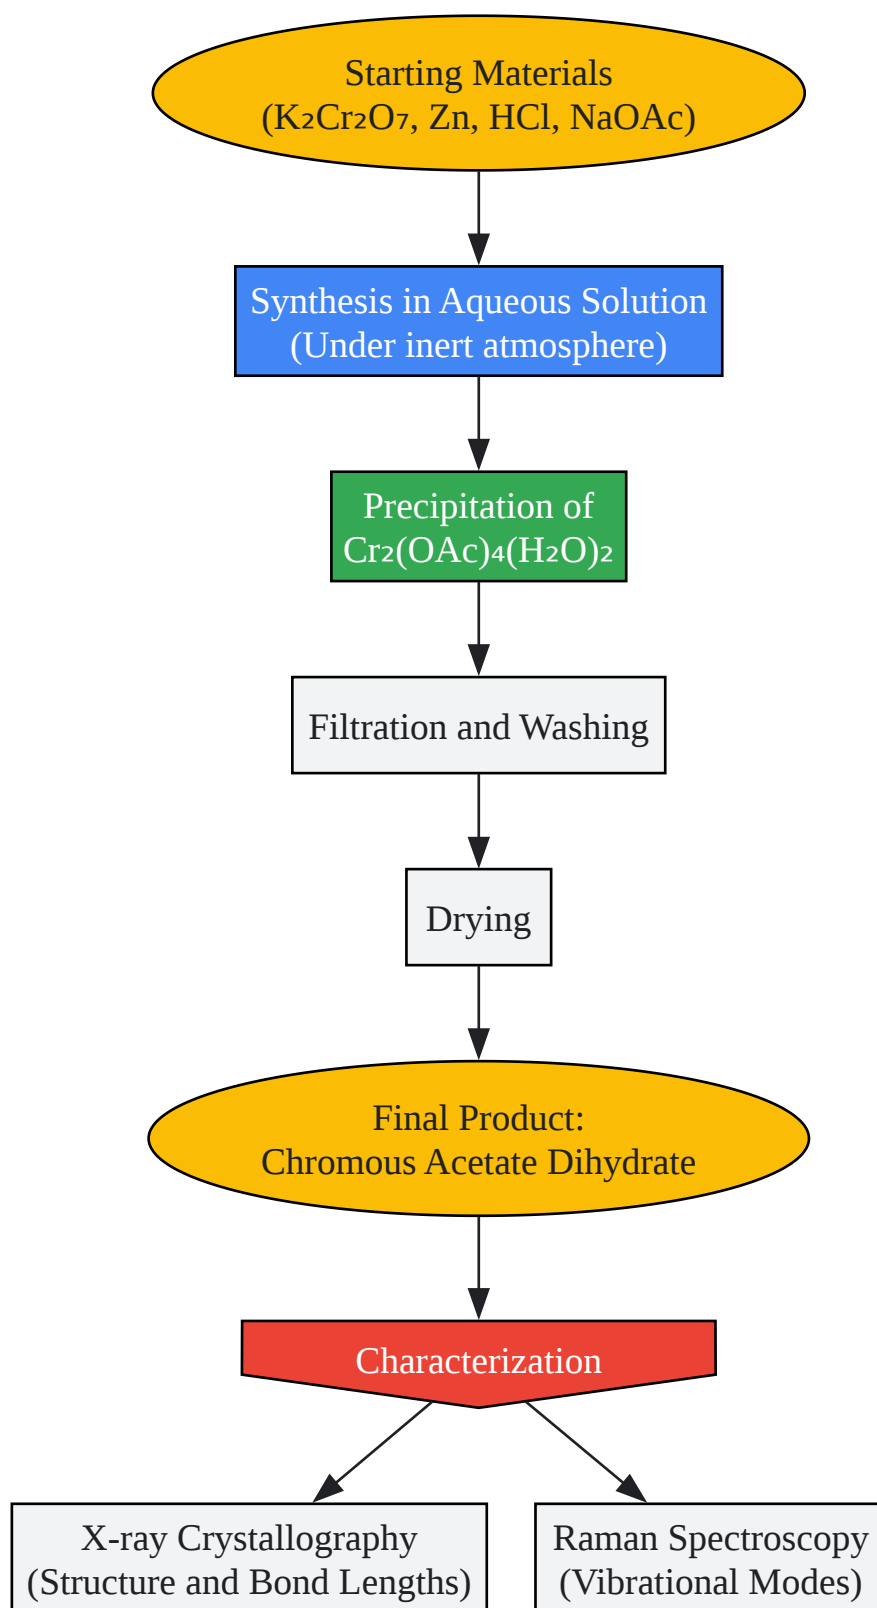 Starting Materials
(K₂Cr₂O₇, Zn, HCl, NaOAc)
Synthesis in Aqueous Solution
(Under inert atmosphere)
Precipitation of
Cr₂(OAc)₄(H₂O)₂
Filtration and Washing
Drying
Final Product:
Chromous Acetate Dihydrate
Characterization
X-ray Crystallography
(Structure and Bond Lengths)
Raman Spectroscopy
(Vibrational Modes)